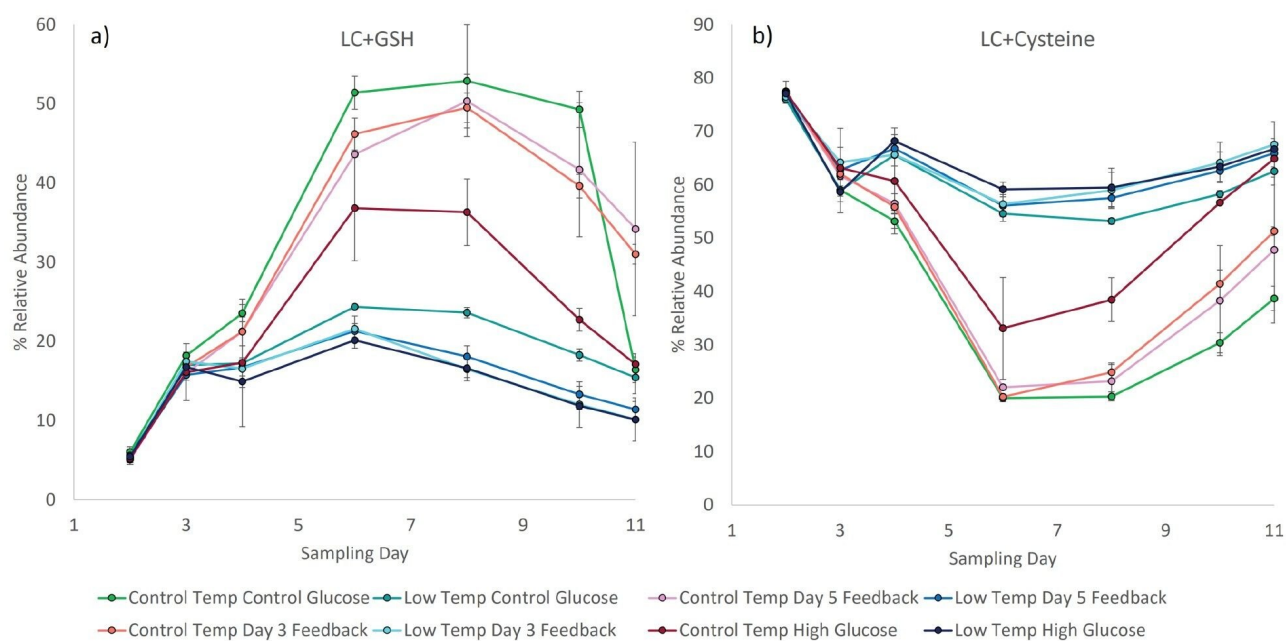 a)
LC+GSH
60
50
40
30
20
10
0
% Relative Abundance
1 3 5 7 9 11
Sampling Day
b)
LC+Cysteine
90
80
70
60
50
40
30
20
10
0
% Relative Abundance
1 3 5 7 9 11
Sampling Day
Control Temp Control Glucose Low Temp Control Glucose Control Temp Day 5 Feedback Low Temp Day 5 Feedback
Control Temp Day 3 Feedback Low Temp Day 3 Feedback Control Temp High Glucose Low Temp High Glucose